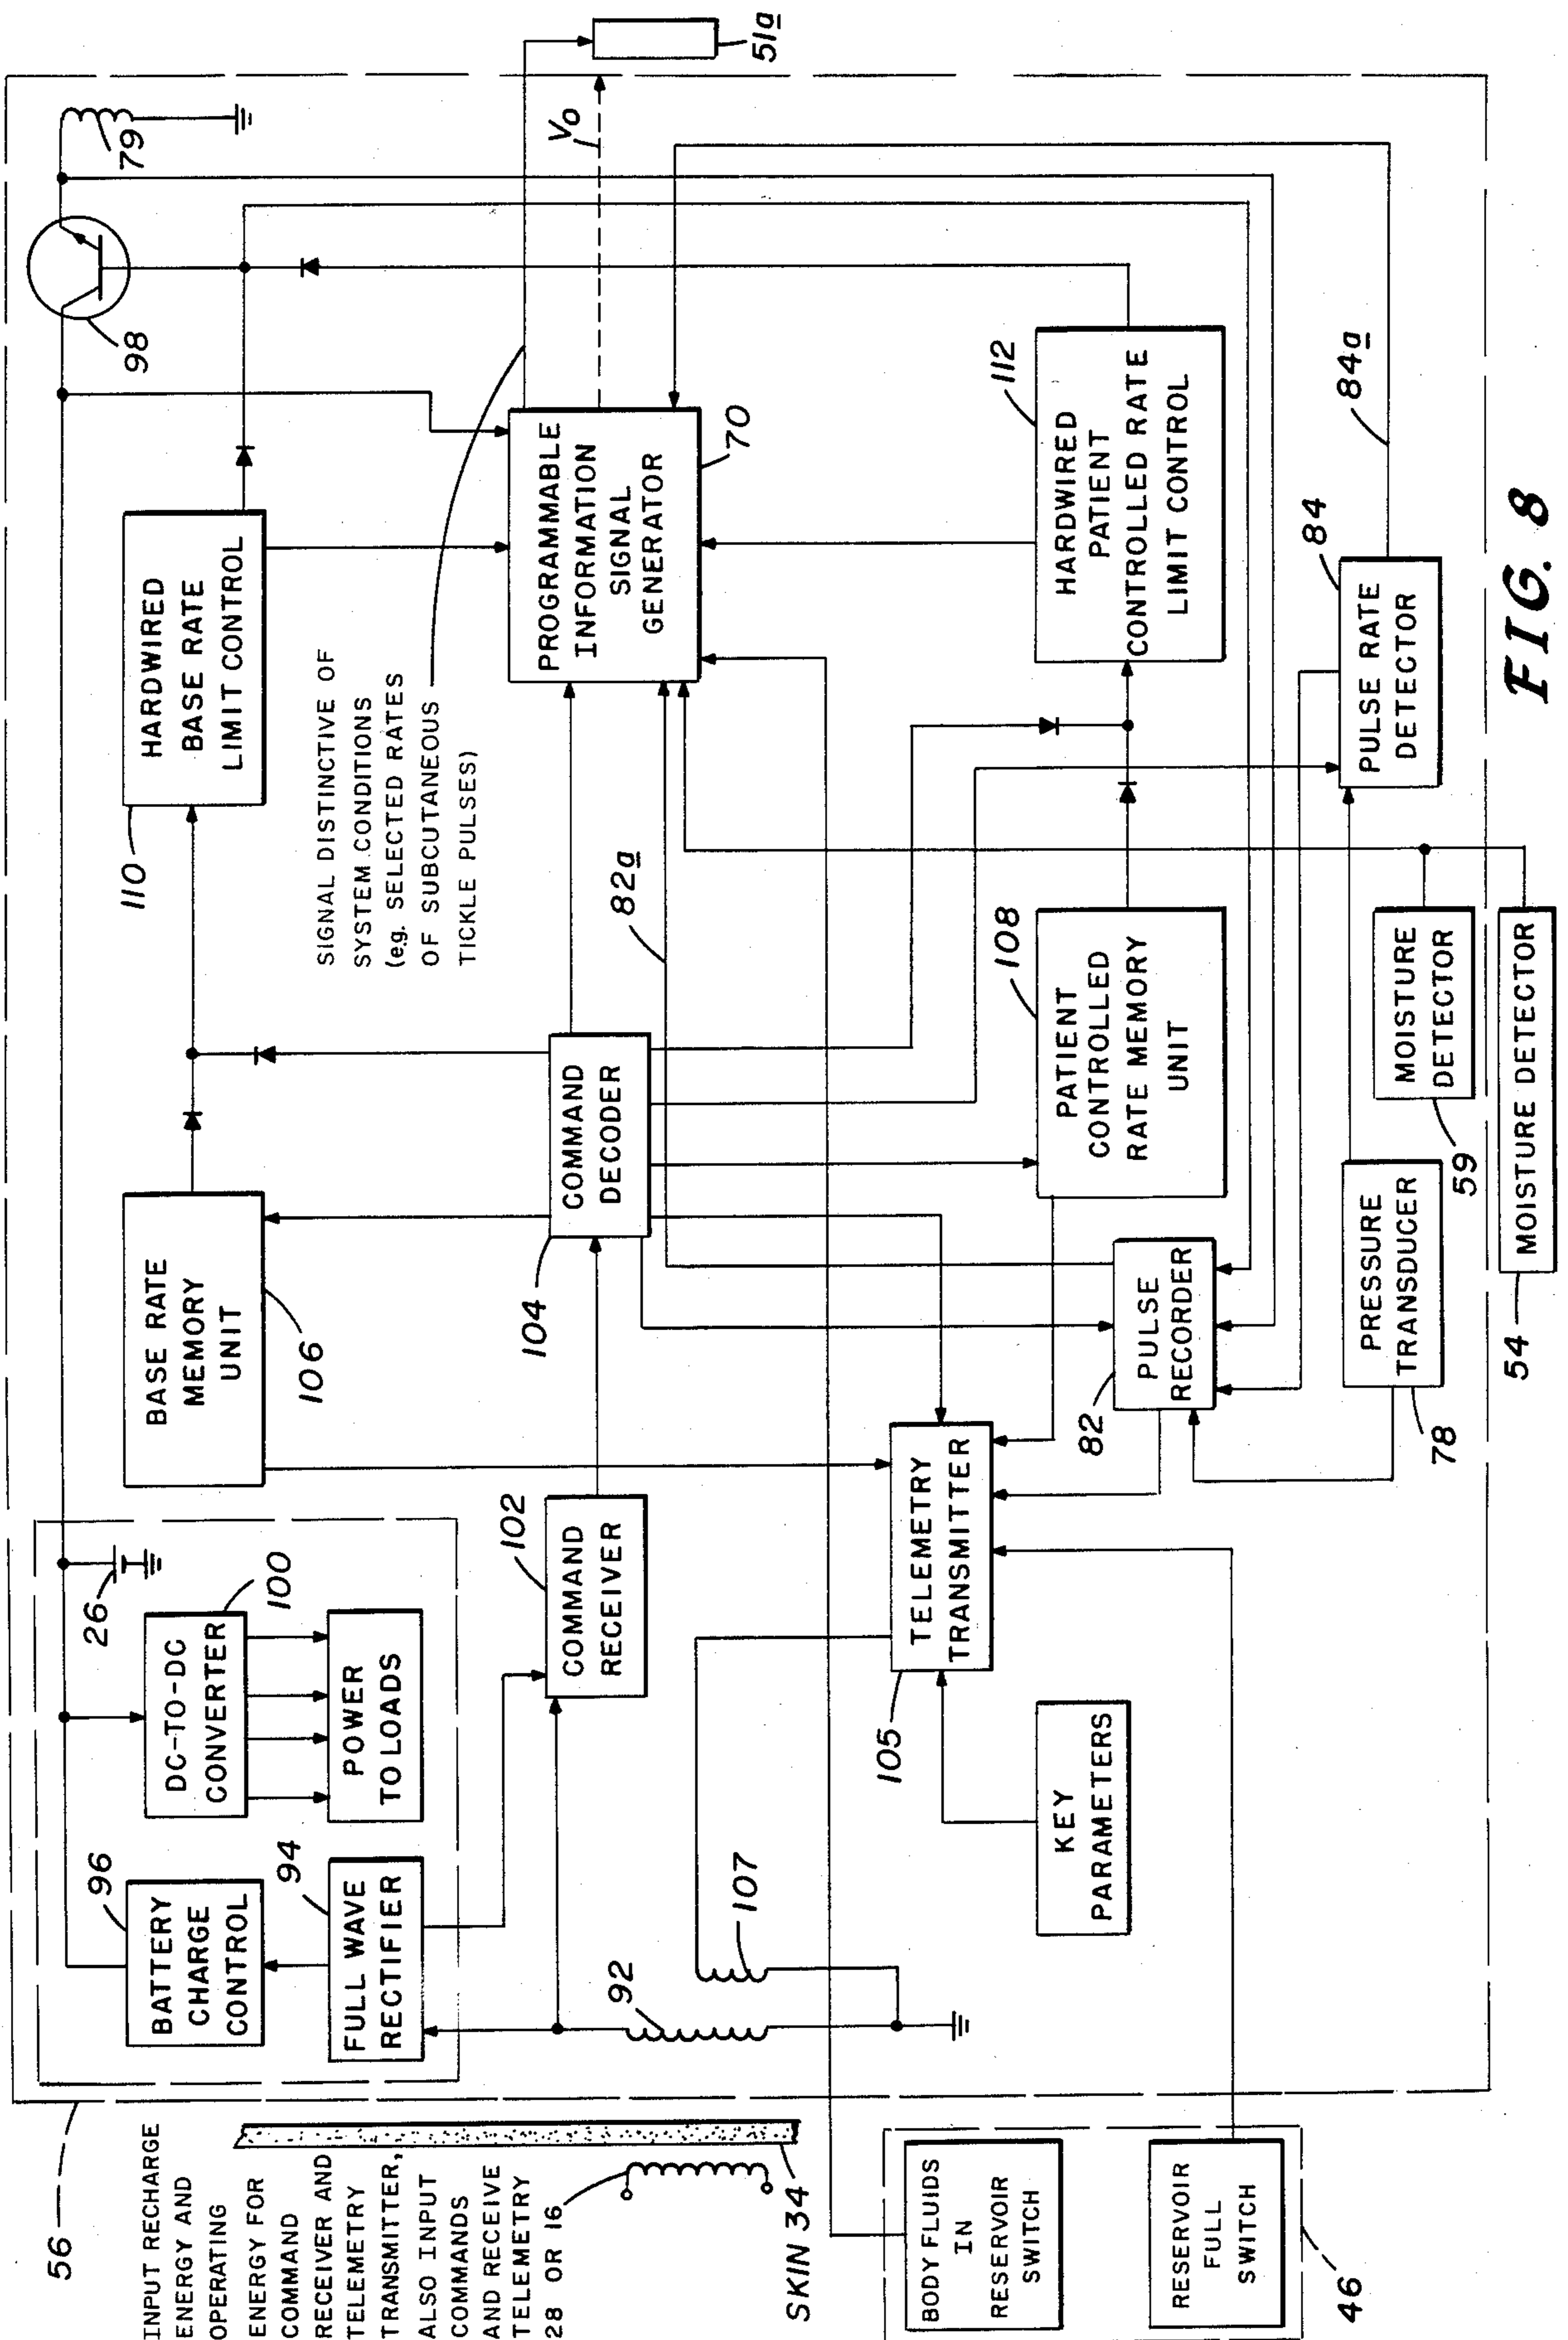 INPUT RECHARGE
ENERGY AND
OPERATING
ENERGY FOR
COMMAND
RECEIVER AND
TELEMETRY
TRANSMITTER,
ALSO INPUT
COMMANDS
AND RECEIVE
TELEMETRY
28 OR 16
56
SKIN 34
BODY FLUIDS
IN
RESERVOIR
SWITCH
RESERVOIR
FULL
SWITCH
46
BATTERY
CHARGE
CONTROL
96
FULL WAVE
RECTIFIER
94
DC-TO-DC
CONVERTER
100
POWER
TO LOADS
26
92
107
COMMAND
RECEIVER
102
KEY
PARAMETERS
TELEMETRY
TRANSMITTER
105
BASE RATE
MEMORY
UNIT
106
COMMAND
DECODER
104
PULSE
RECORDER
82
82a
PATIENT
CONTROLLED
RATE MEMORY
UNIT
108
PRESSURE
TRANSDUCER
78
MOISTURE
DETECTOR
59
MOISTURE DETECTOR
54
HARDWIRED
BASE RATE
LIMIT CONTROL
110
SIGNAL DISTINCTIVE OF
SYSTEM CONDITIONS
(e.g. SELECTED RATES
OF SUBCUTANEOUS
TICKLE PULSES)
PROGRAMMABLE
INFORMATION
SIGNAL
GENERATOR
70
HARDWIRED
PATIENT
CONTROLLED RATE
LIMIT CONTROL
112
PULSE RATE
DETECTOR
84
84a
98
79
Vo
51a
FIG. 8